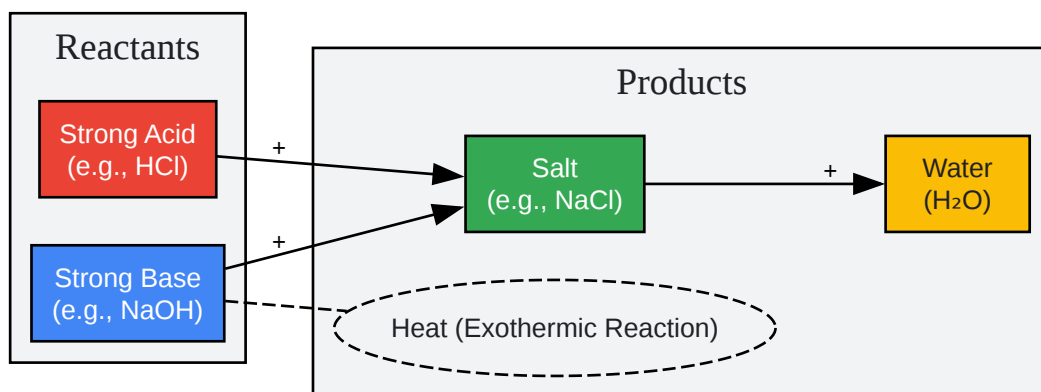 Reactants
Products
Strong Acid
(e.g., HCl)
+
Salt
(e.g., NaCl)
+
Water
(H₂O)
Strong Base
(e.g., NaOH)
+
Heat (Exothermic Reaction)